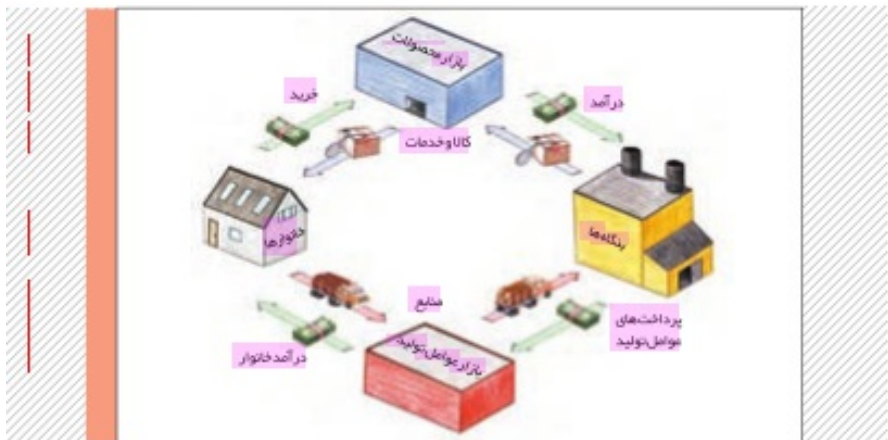 بازار محصولات
خرید
درآمد
کالا و خدمات
خانوارها
بنگاه‌ها
منابع
پرداخت‌های
عوامل تولید
بازار عوامل تولید
درآمد خانوار